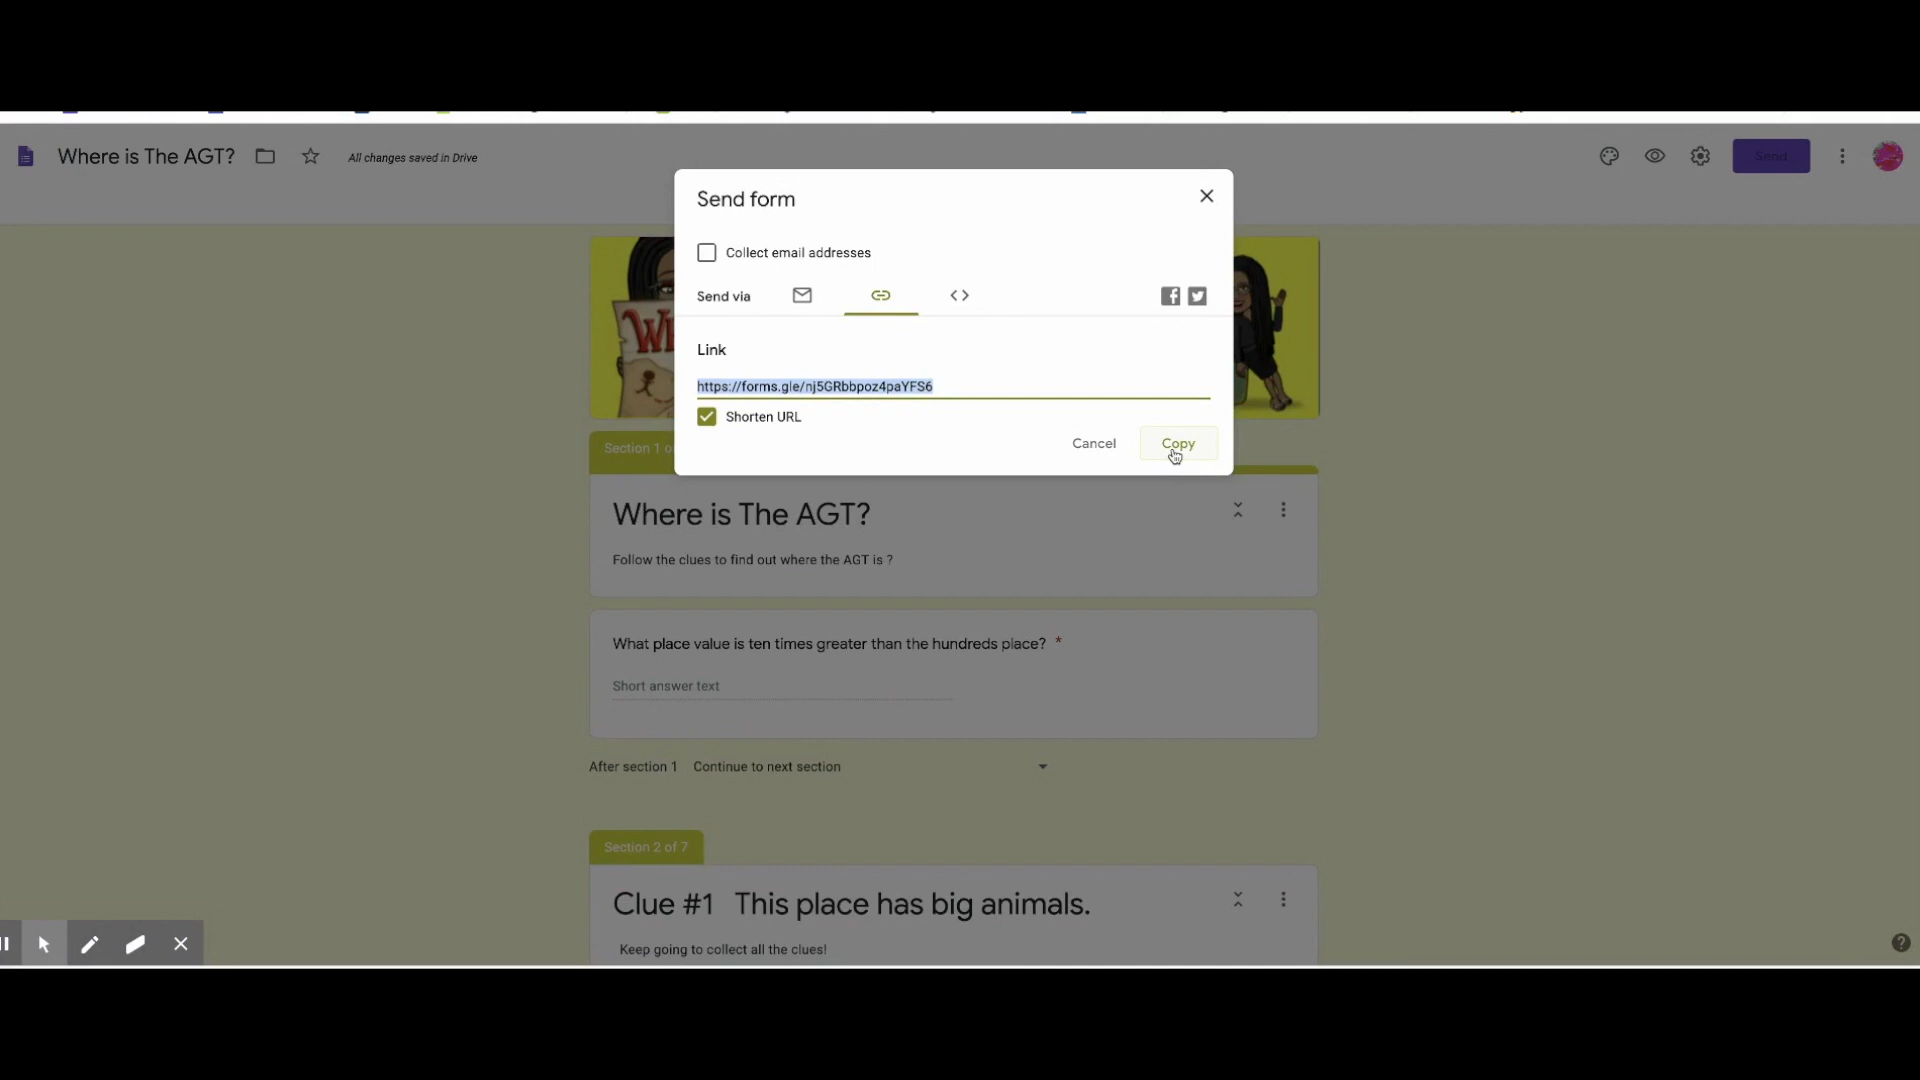 Where is The AGT?
All changes saved in Drive
Send
Send form
Collect email addresses
Send via
Link
https://forms.gle/nj5GRbbpoz4paYFS6
Shorten URL
Cancel
Copy
Section 1 o
Where is The AGT?
Follow the clues to find out where the AGT is ?
What place value is ten times greater than the hundreds place? *
Short answer text
After section 1 Continue to next section
Section 2 of 7
Clue #1 This place has big animals.
Keep going to collect all the clues!